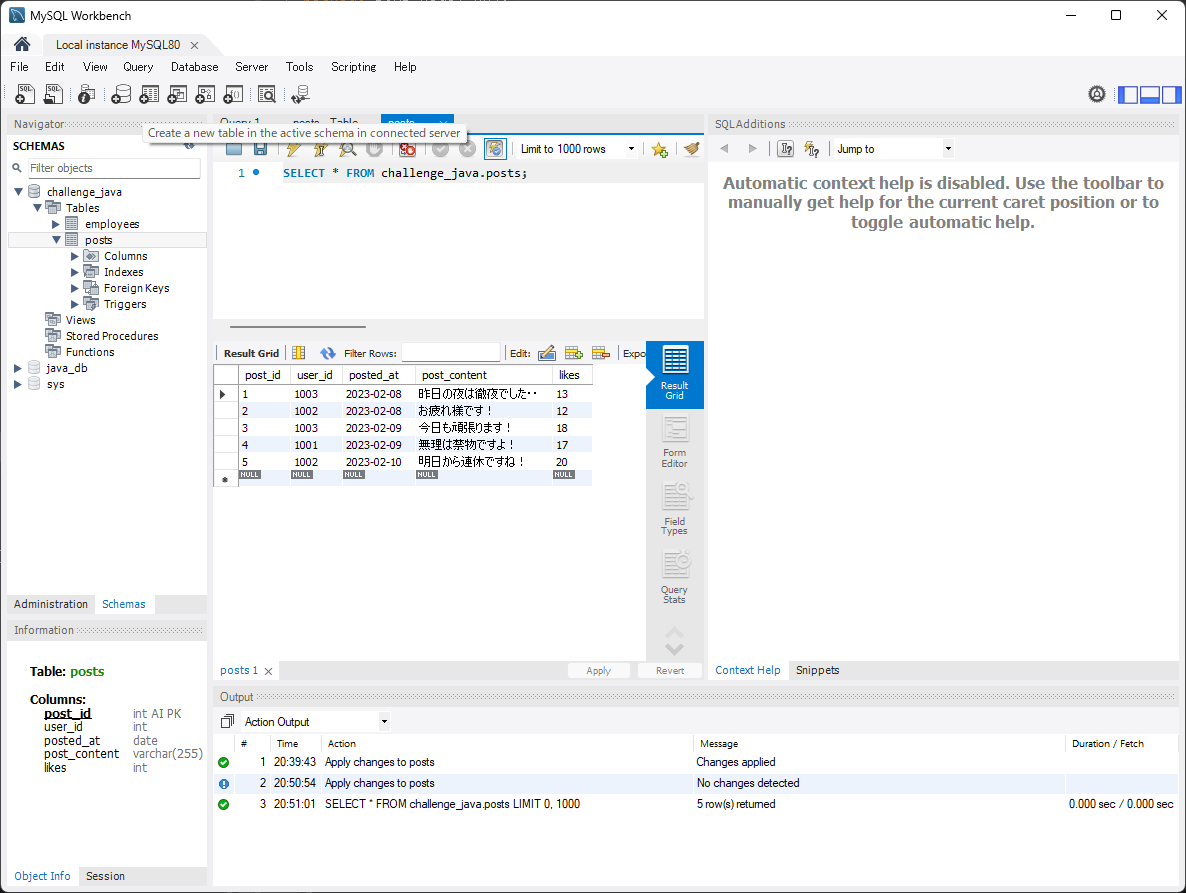 MySQL Workbench
Local instance MySQL80
File Edit View Query Database Server Tools Scripting Help
Navigator
Query 1 posts - Table posts
Create a new table in the active schema in connected server
SCHEMAS
Filter objects
challenge_java
Tables
employees
posts
Columns
Indexes
Foreign Keys
Triggers
Views
Stored Procedures
Functions
java_db
sys
Administration Schemas
Information
Table: posts
Columns:
post_id int AI PK
user_id int
posted_at date
post_content varchar(255)
likes int
Object Info Session
Limit to 1000 rows
1 SELECT * FROM challenge_java.posts;
Result Grid Filter Rows: Edit: Expo
post_id user_id posted_at post_content likes
1 1003 2023-02-08 昨日の夜は徹夜でした・・ 13
2 1002 2023-02-08 お疲れ様です！ 12
3 1003 2023-02-09 今日も頑張ります！ 18
4 1001 2023-02-09 無理は禁物ですよ！ 17
5 1002 2023-02-10 明日から連休ですね！ 20
NULL NULL NULL NULL NULL
Result
Grid
Form
Editor
Field
Types
Query
Stats
posts 1 Apply Revert
SQLAdditions
Jump to
Automatic context help is disabled. Use the toolbar to
manually get help for the current caret position or to
toggle automatic help.
Context Help Snippets
Output
Action Output
# Time Action Message Duration / Fetch
1 20:39:43 Apply changes to posts Changes applied
2 20:50:54 Apply changes to posts No changes detected
3 20:51:01 SELECT * FROM challenge_java.posts LIMIT 0, 1000 5 row(s) returned 0.000 sec / 0.000 sec